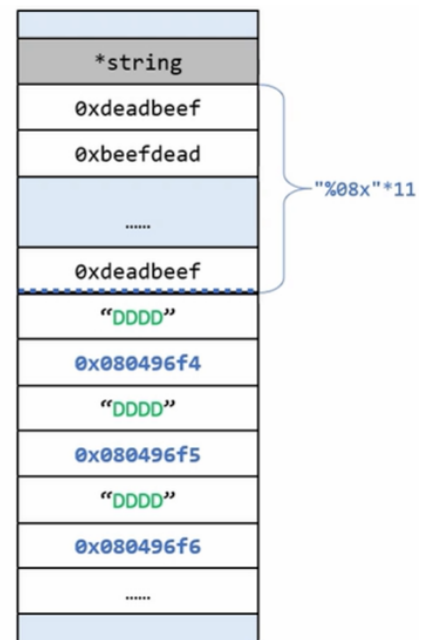 *string
0xdeadbeef
0xbeefdead
"%08x"*11
……
0xdeadbeef
“DDDD”
0x080496f4
“DDDD”
0x080496f5
“DDDD”
0x080496f6
……